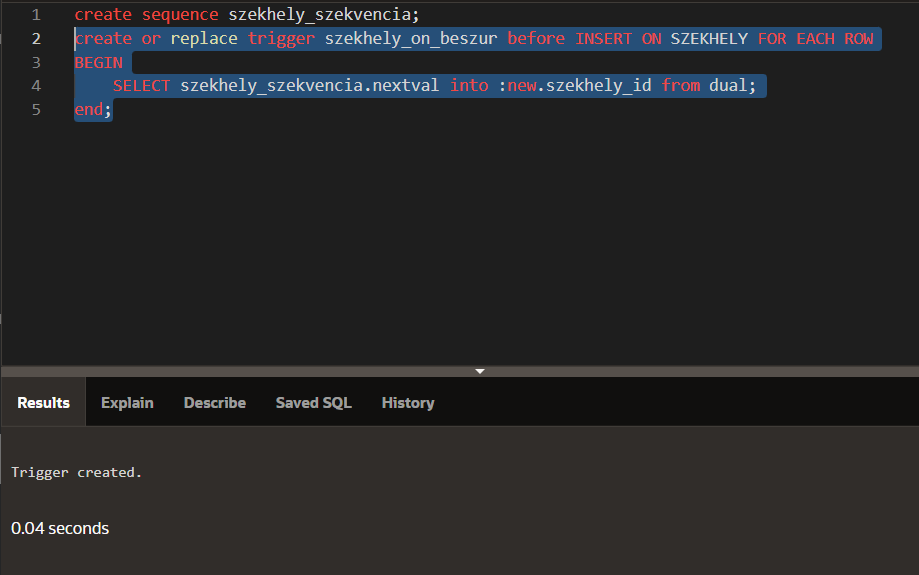 1 create sequence szekhely_szekvencia;
2 create or replace trigger szekhely_on_beszur before INSERT ON SZEKHELY FOR EACH ROW
3 BEGIN
4 SELECT szekhely_szekvencia.nextval into :new.szekhely_id from dual;
5 end;
Results Explain Describe Saved SQL History
Trigger created.
0.04 seconds